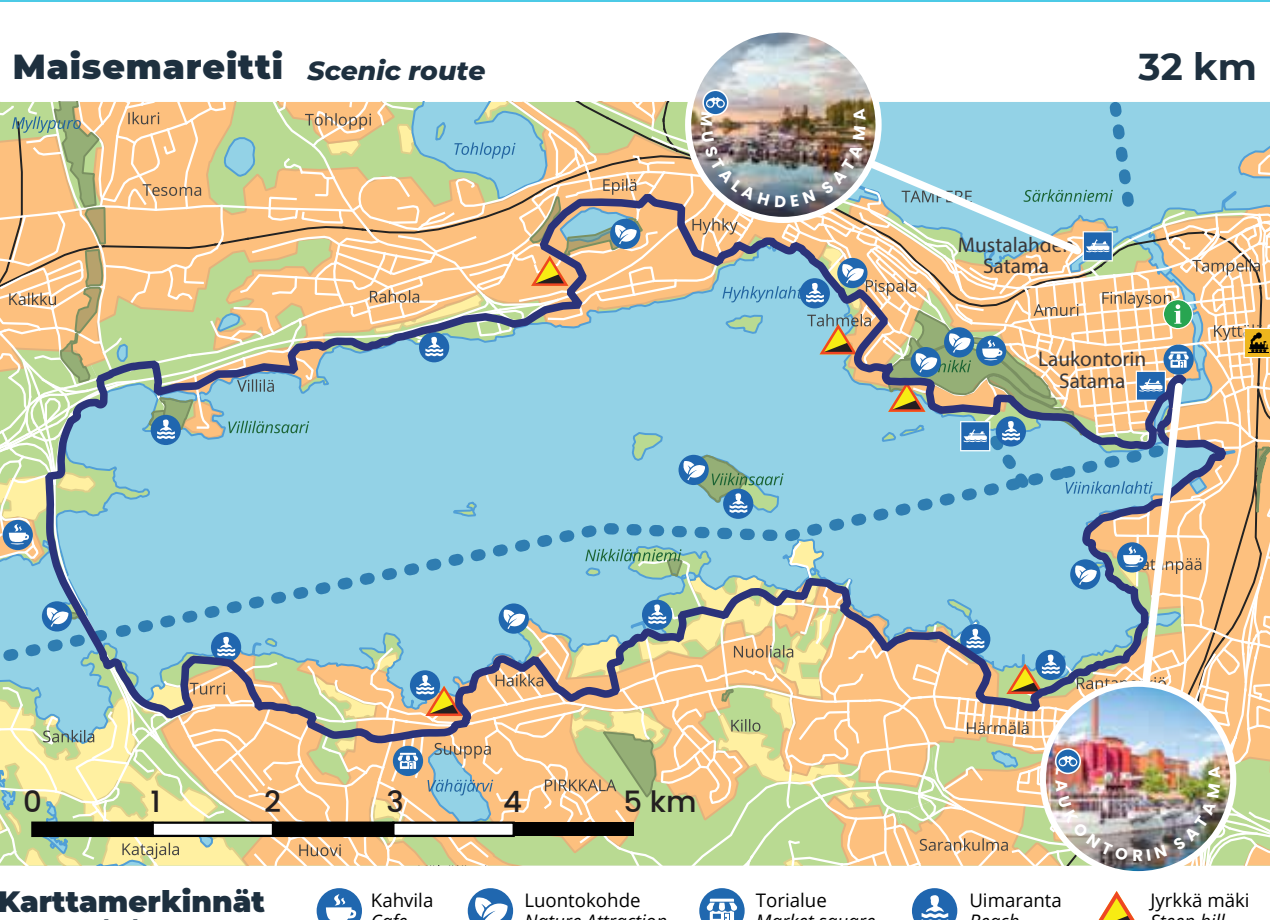 Maisemareitti Scenic route 32 km
MUSTALAHDEN SATAMA
Myllypuro
Ikuri
Tohloppi
Tohloppi
Tesoma
Epilä
TAMPERE
Särkänniemi
Hyhky
Mustalahden
Satama
Tampella
Kalkku
Rahola
Hyhkynlahti
Pispala
Finlayson
Amuri
Tahmela
Laukontorin
Satama
Villilä
Villilänsaari
Viikinsaari
Viinikanlahti
Nikkilänniemi
Nuoliala
Turri
Haikka
Härmälä
Sankila
Suuppa
Killo
Vähäjärvi
PIRKKALA
LAUKONTORIN SATAMA
0 1 2 3 4 5 km
Katajala
Huovi
Sarankulma
Karttamerkinnät
Kahvila
Cafe
Luontokohde
Nature Attraction
Torialue
Market square
Uimaranta
Beach
Jyrkkä mäki
Steep hill